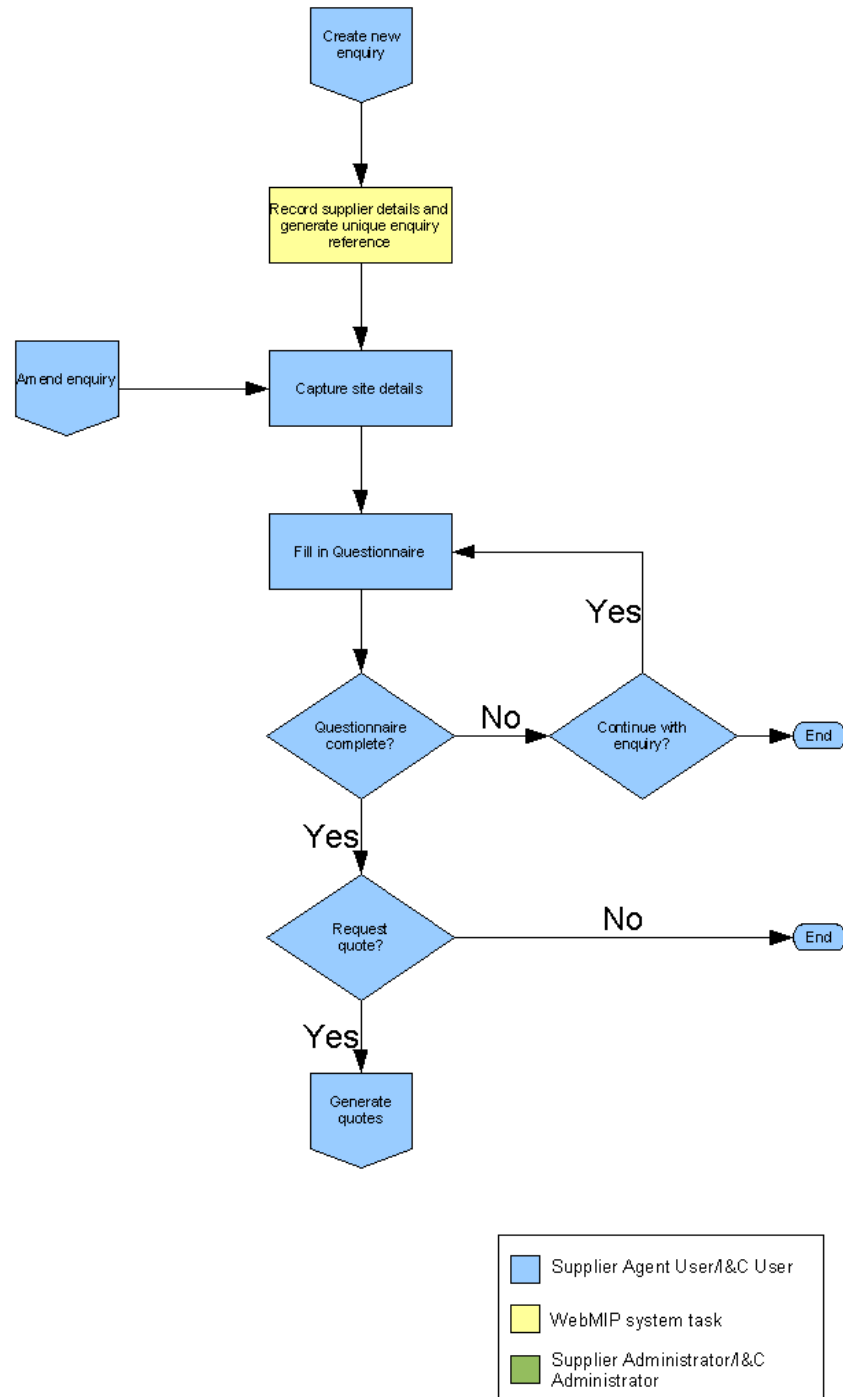 Create new
enquiry
Record supplier details and
generate unique enquiry
reference
Amend enquiry
Capture site details
Fill in Questionnaire
Yes
Questionnaire
complete?
No
Continue with
enquiry?
End
Yes
Request
quote?
No
End
Yes
Generate
quotes
Supplier Agent User/I&C User
WebMIP system task
Supplier Administrator/I&C
Administrator